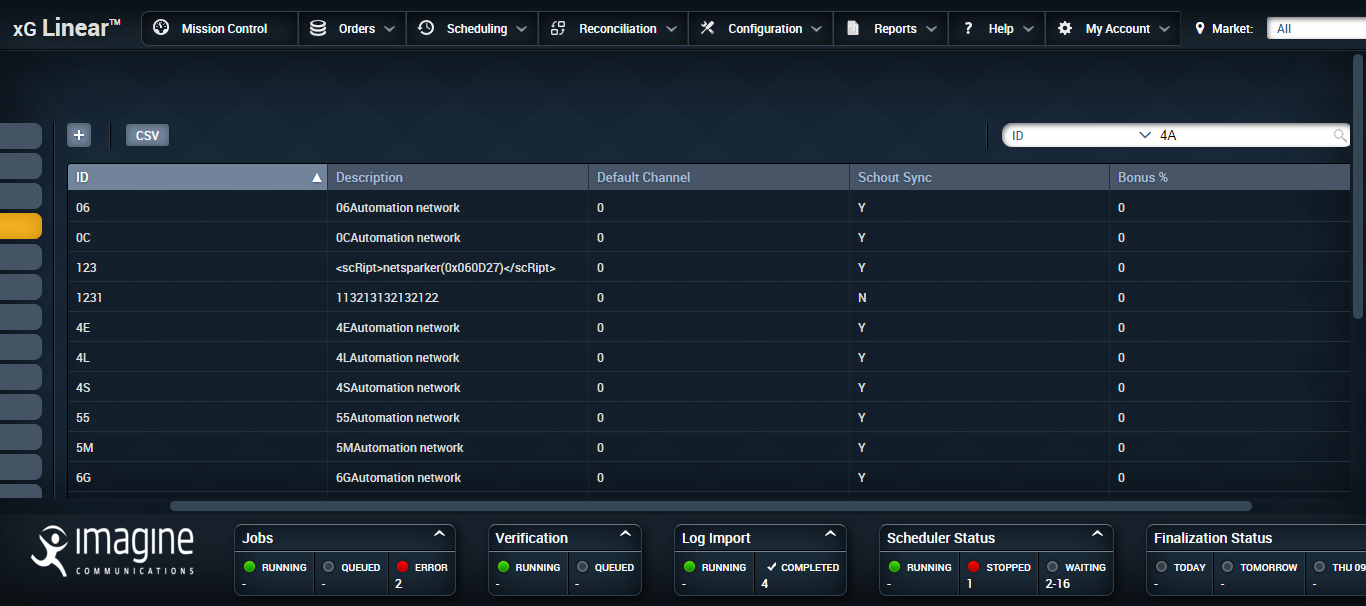 xG Linear™ Mission Control Orders Scheduling Reconciliation Configuration Reports ? Help My Account Market: All
+ CSV ID 4A
ID Description Default Channel Schout Sync Bonus %
06 06Automation network 0 Y 0
0C 0CAutomation network 0 Y 0
123 <scRipt>netsparker(0x060D27)</scRipt> 0 Y 0
1231 113213132132122 0 N 0
4E 4EAutomation network 0 Y 0
4L 4LAutomation network 0 Y 0
4S 4SAutomation network 0 Y 0
55 55Automation network 0 Y 0
5M 5MAutomation network 0 Y 0
6G 6GAutomation network 0 Y 0
imagine
COMMUNICATIONS
Jobs Verification Log Import Scheduler Status Finalization Status
RUNNING QUEUED ERROR RUNNING QUEUED RUNNING COMPLETED RUNNING STOPPED WAITING TODAY TOMORROW THU 09
- - 2 - - - 4 - 1 2-16 - - -